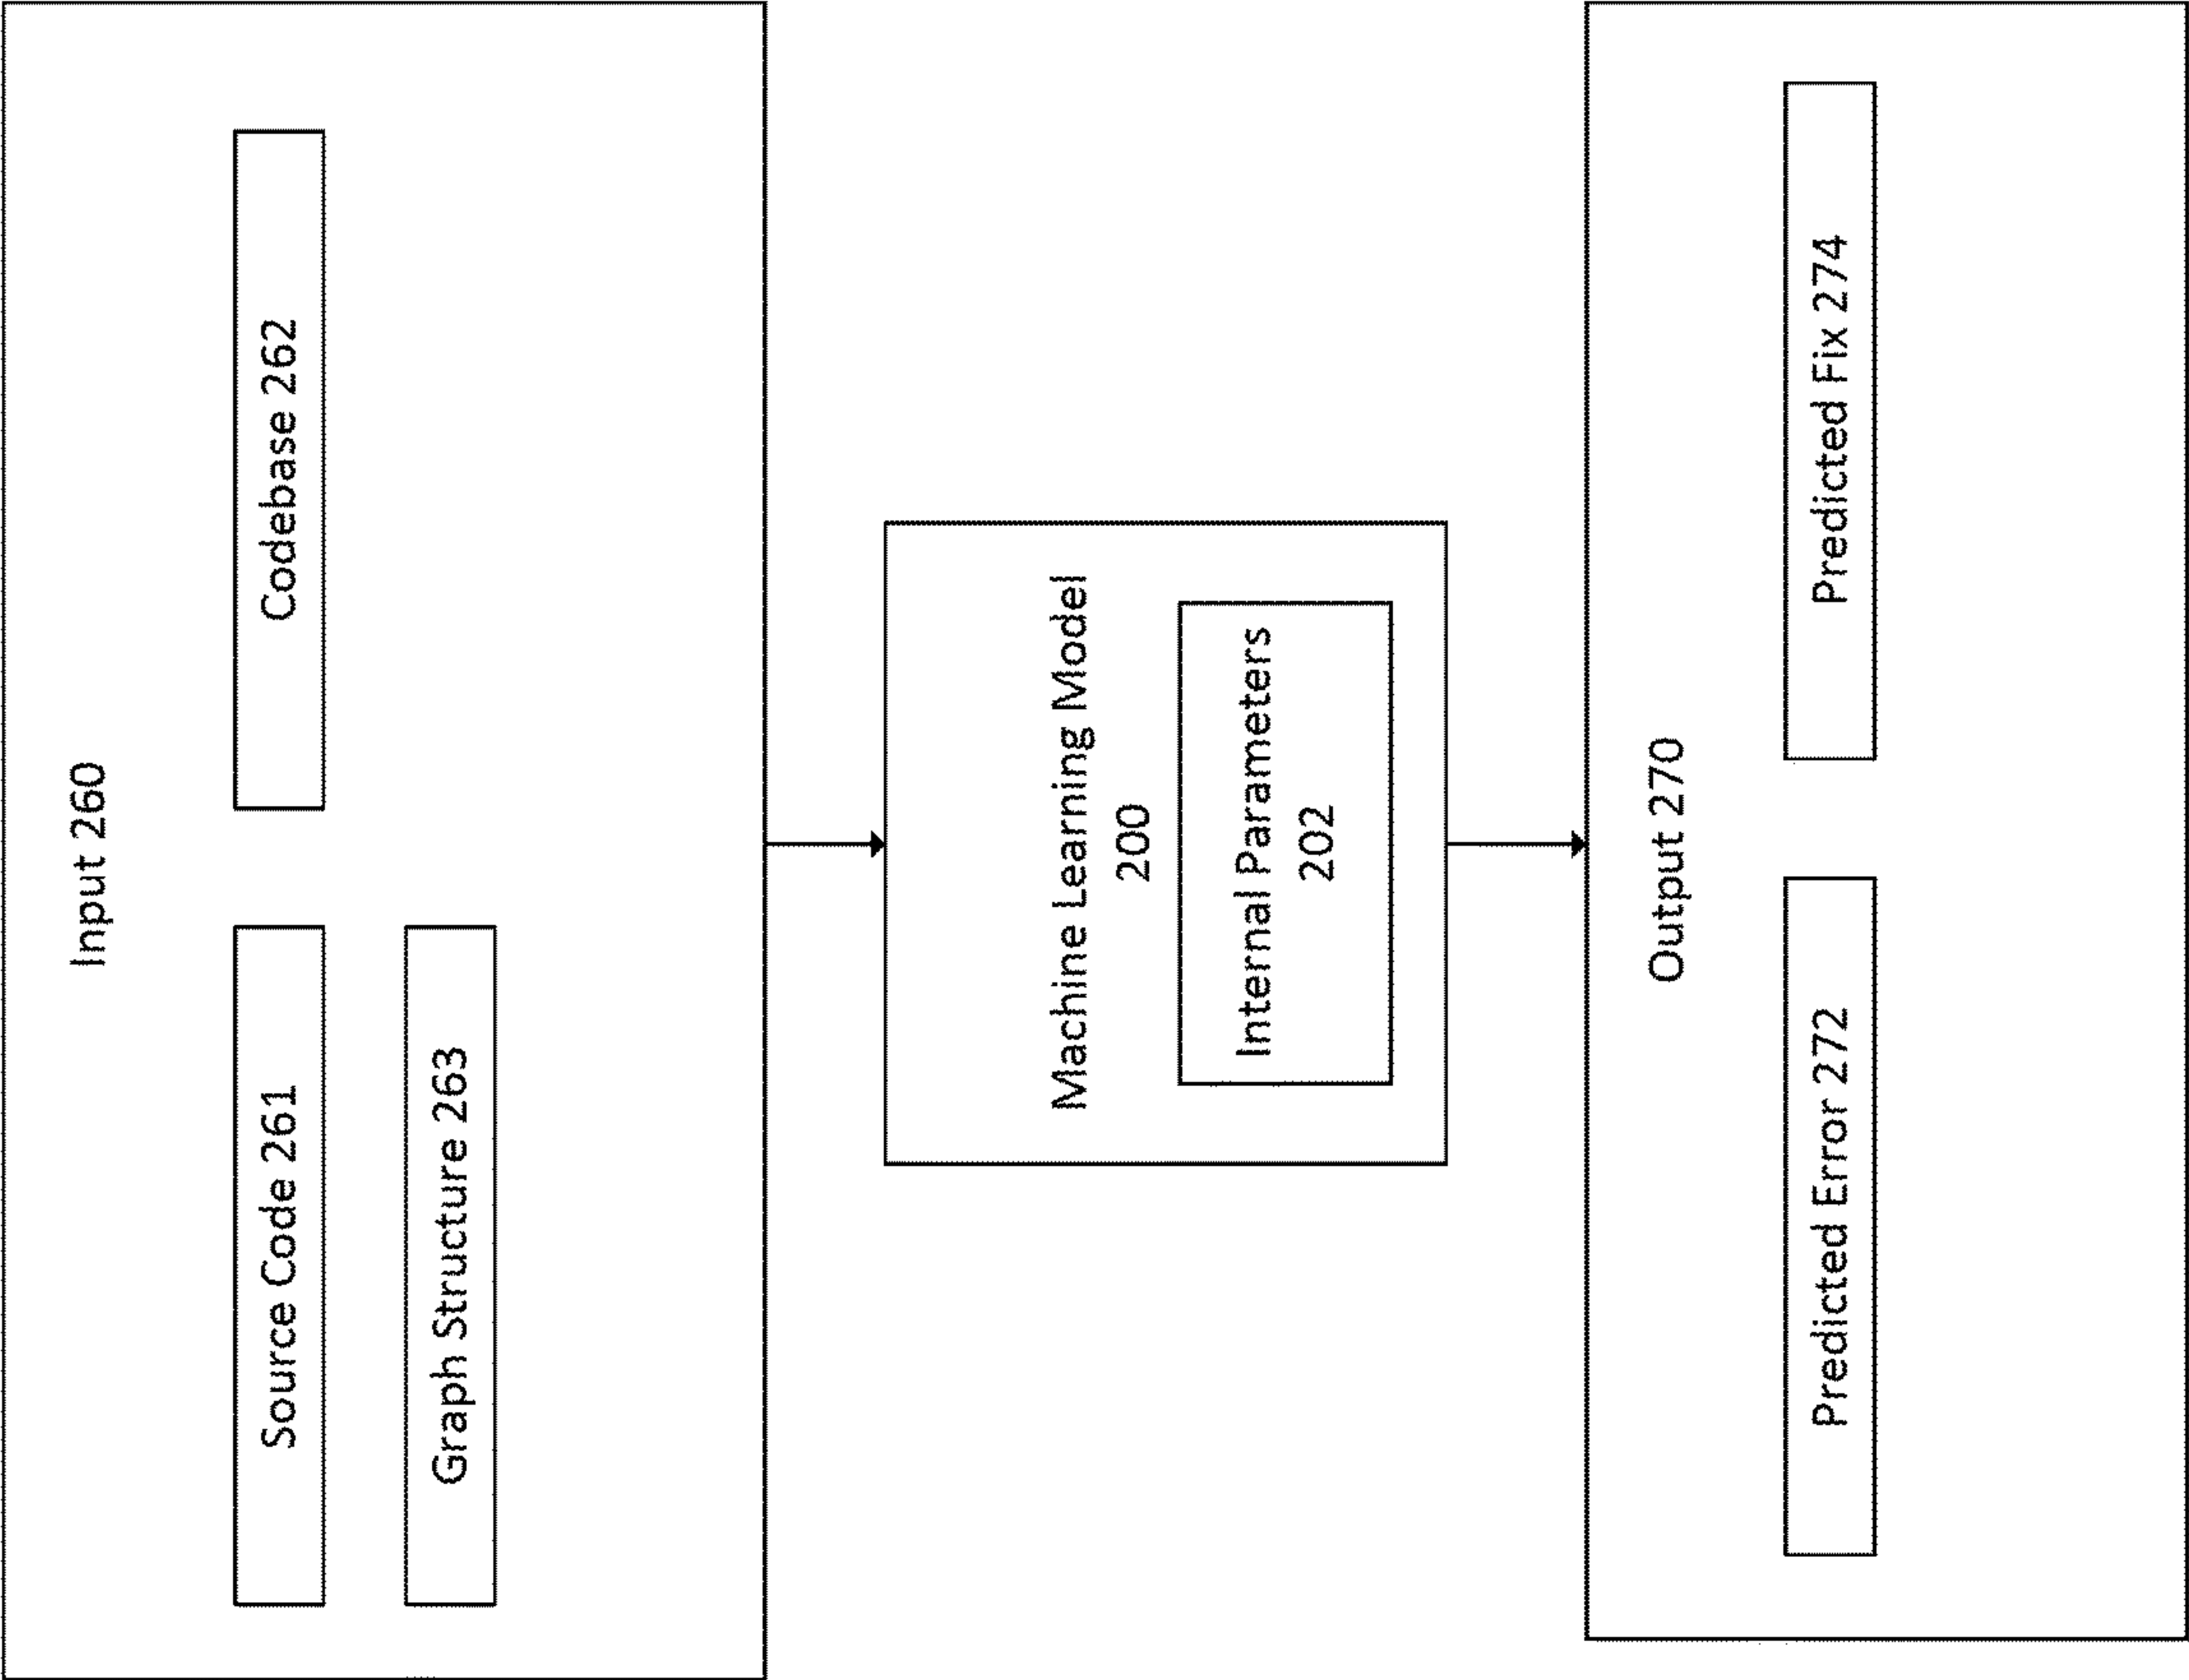 Input 260
Source Code 261
Codebase 262
Graph Structure 263
Machine Learning Model
200
Internal Parameters
202
Output 270
Predicted Error 272
Predicted Fix 274